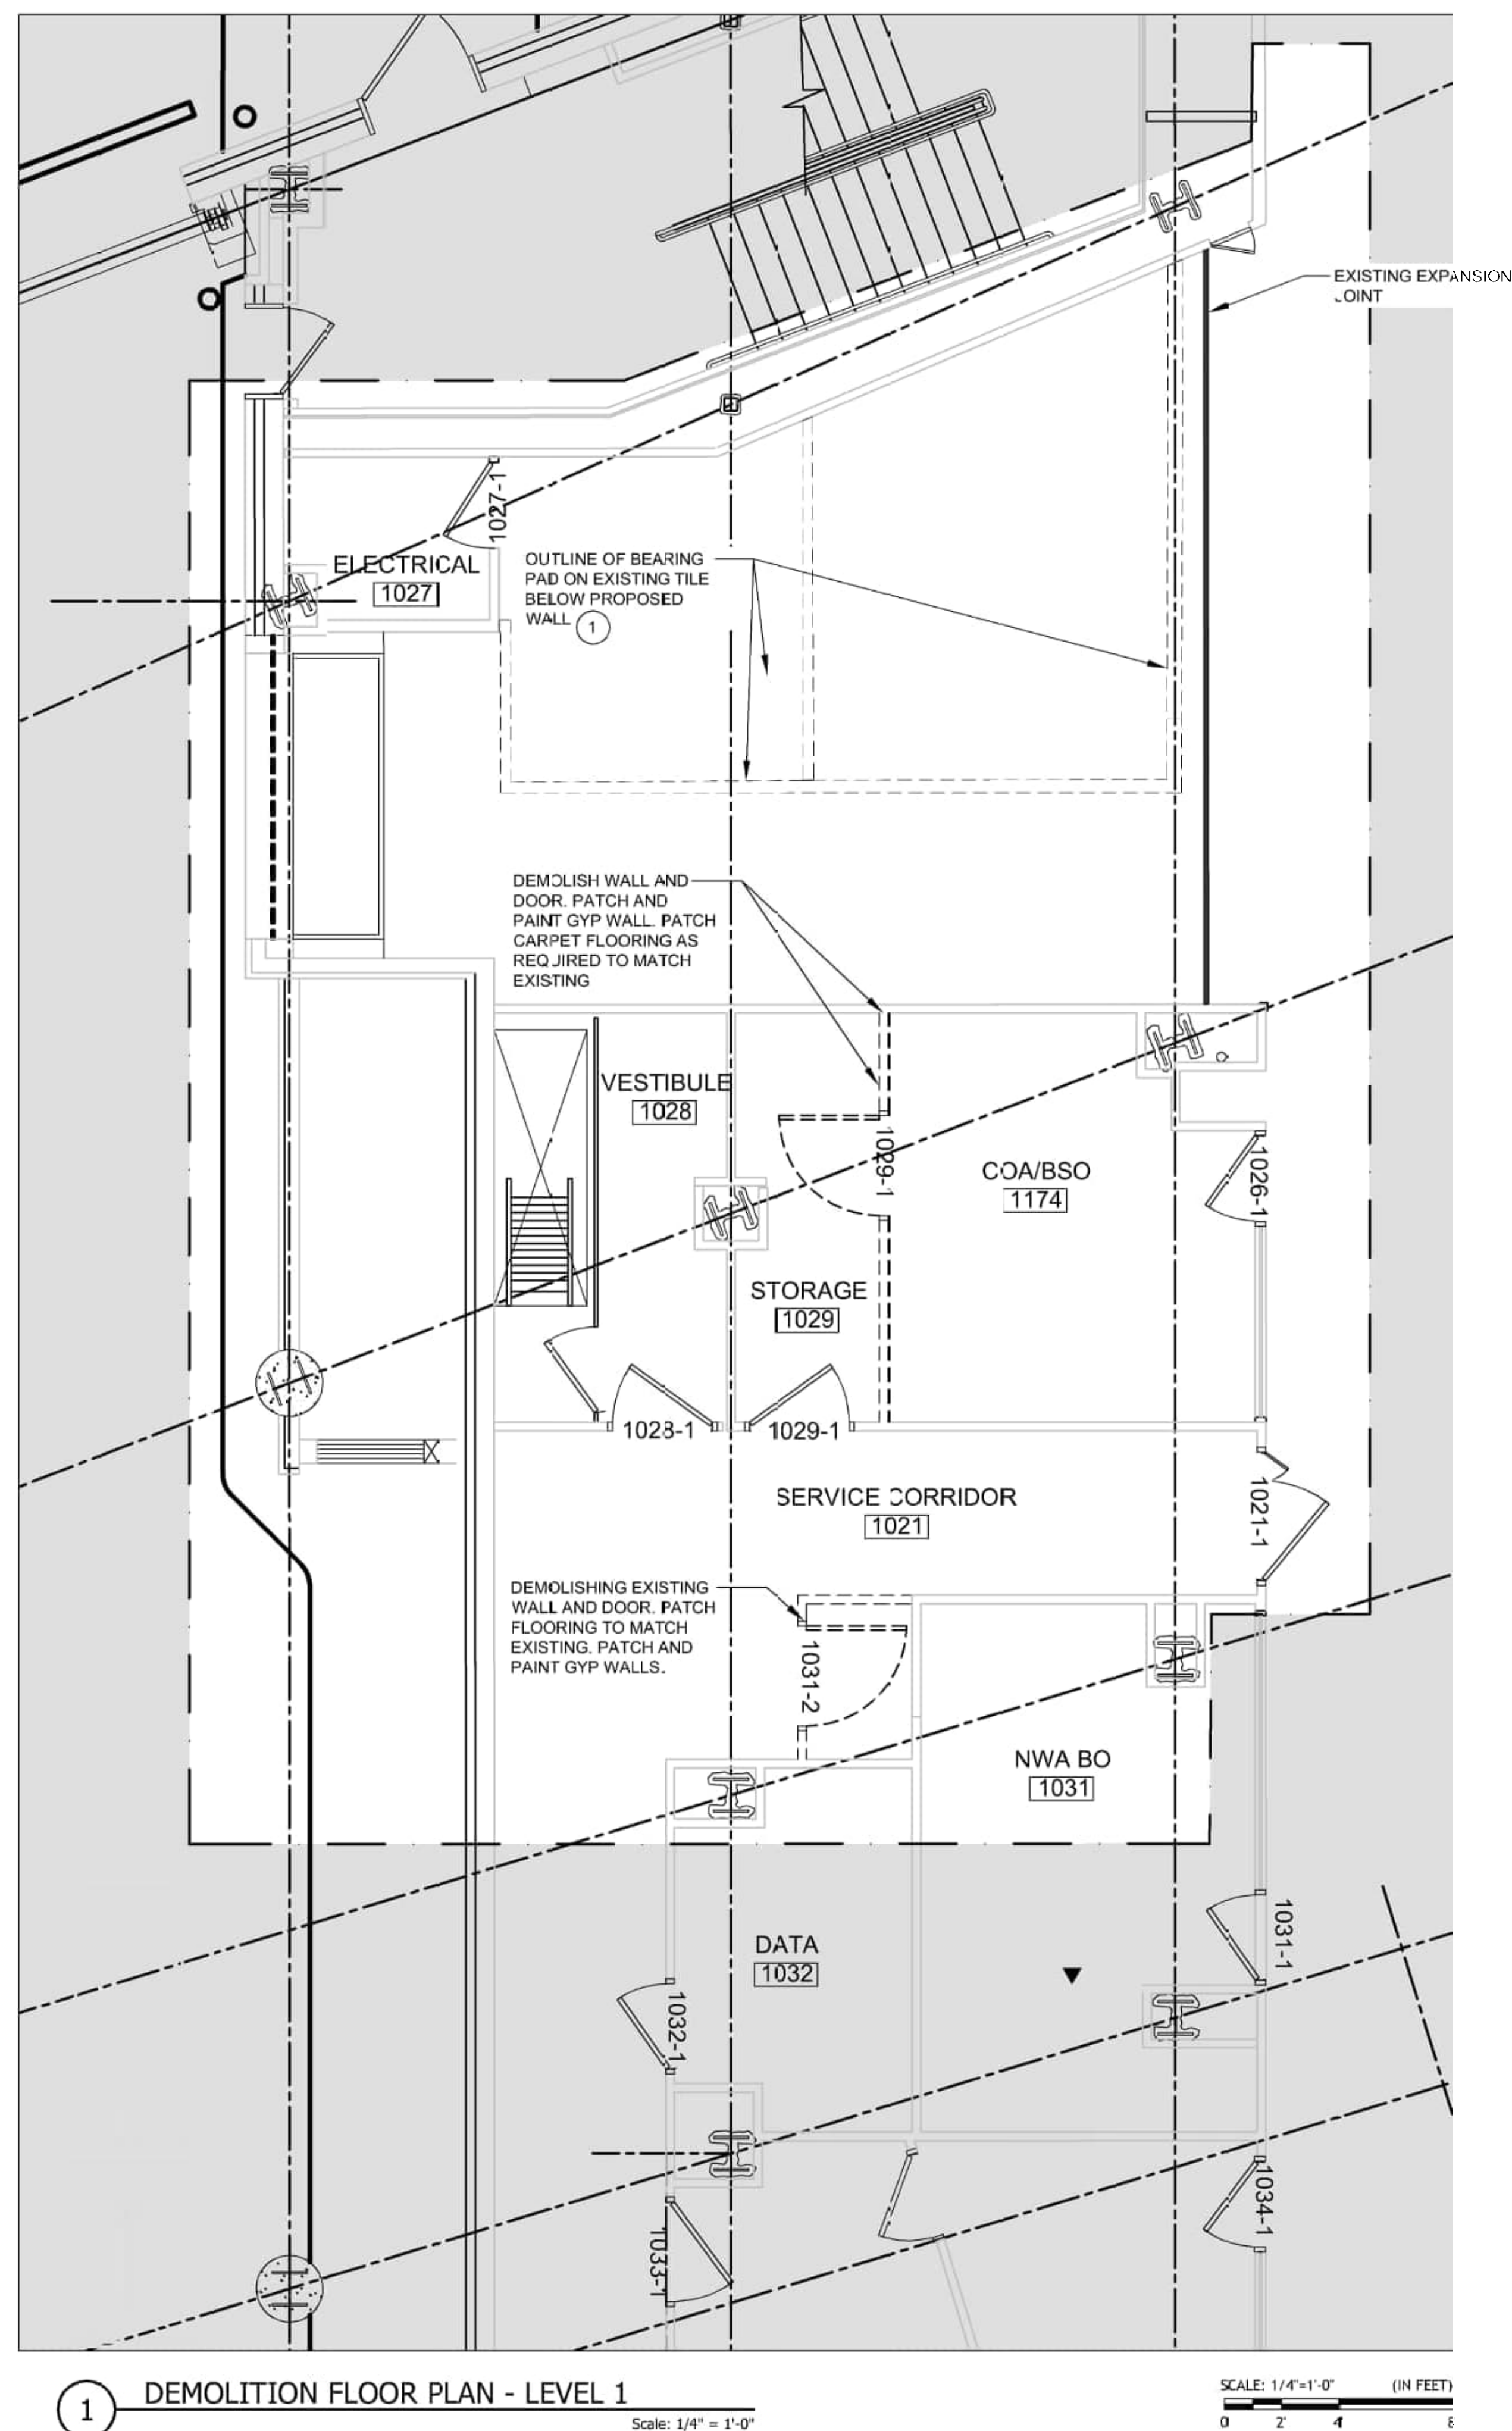 EXISTING EXPANSION
JOINT
1027-1
ELECTRICAL
1027
OUTLINE OF BEARING
PAD ON EXISTING TILE
BELOW PROPOSED
WALL 1
DEMOLISH WALL AND
DOOR. PATCH AND
PAINT GYP WALL. PATCH
CARPET FLOORING AS
REQUIRED TO MATCH
EXISTING
VESTIBULE
1028
1029-1
COA/BSO
1174
1026-1
STORAGE
1029
1028-1
1029-1
SERVICE CORRIDOR
1021
1021-1
DEMOLISHING EXISTING
WALL AND DOOR. PATCH
FLOORING TO MATCH
EXISTING. PATCH AND
PAINT GYP WALLS.
1031-2
NWA BO
1031
DATA
1032
1031-1
1032-1
1034-1
1033-1
1
DEMOLITION FLOOR PLAN - LEVEL 1
Scale: 1/4" = 1'-0"
SCALE: 1/4"=1'-0" (IN FEET)
0 2' 4' 8